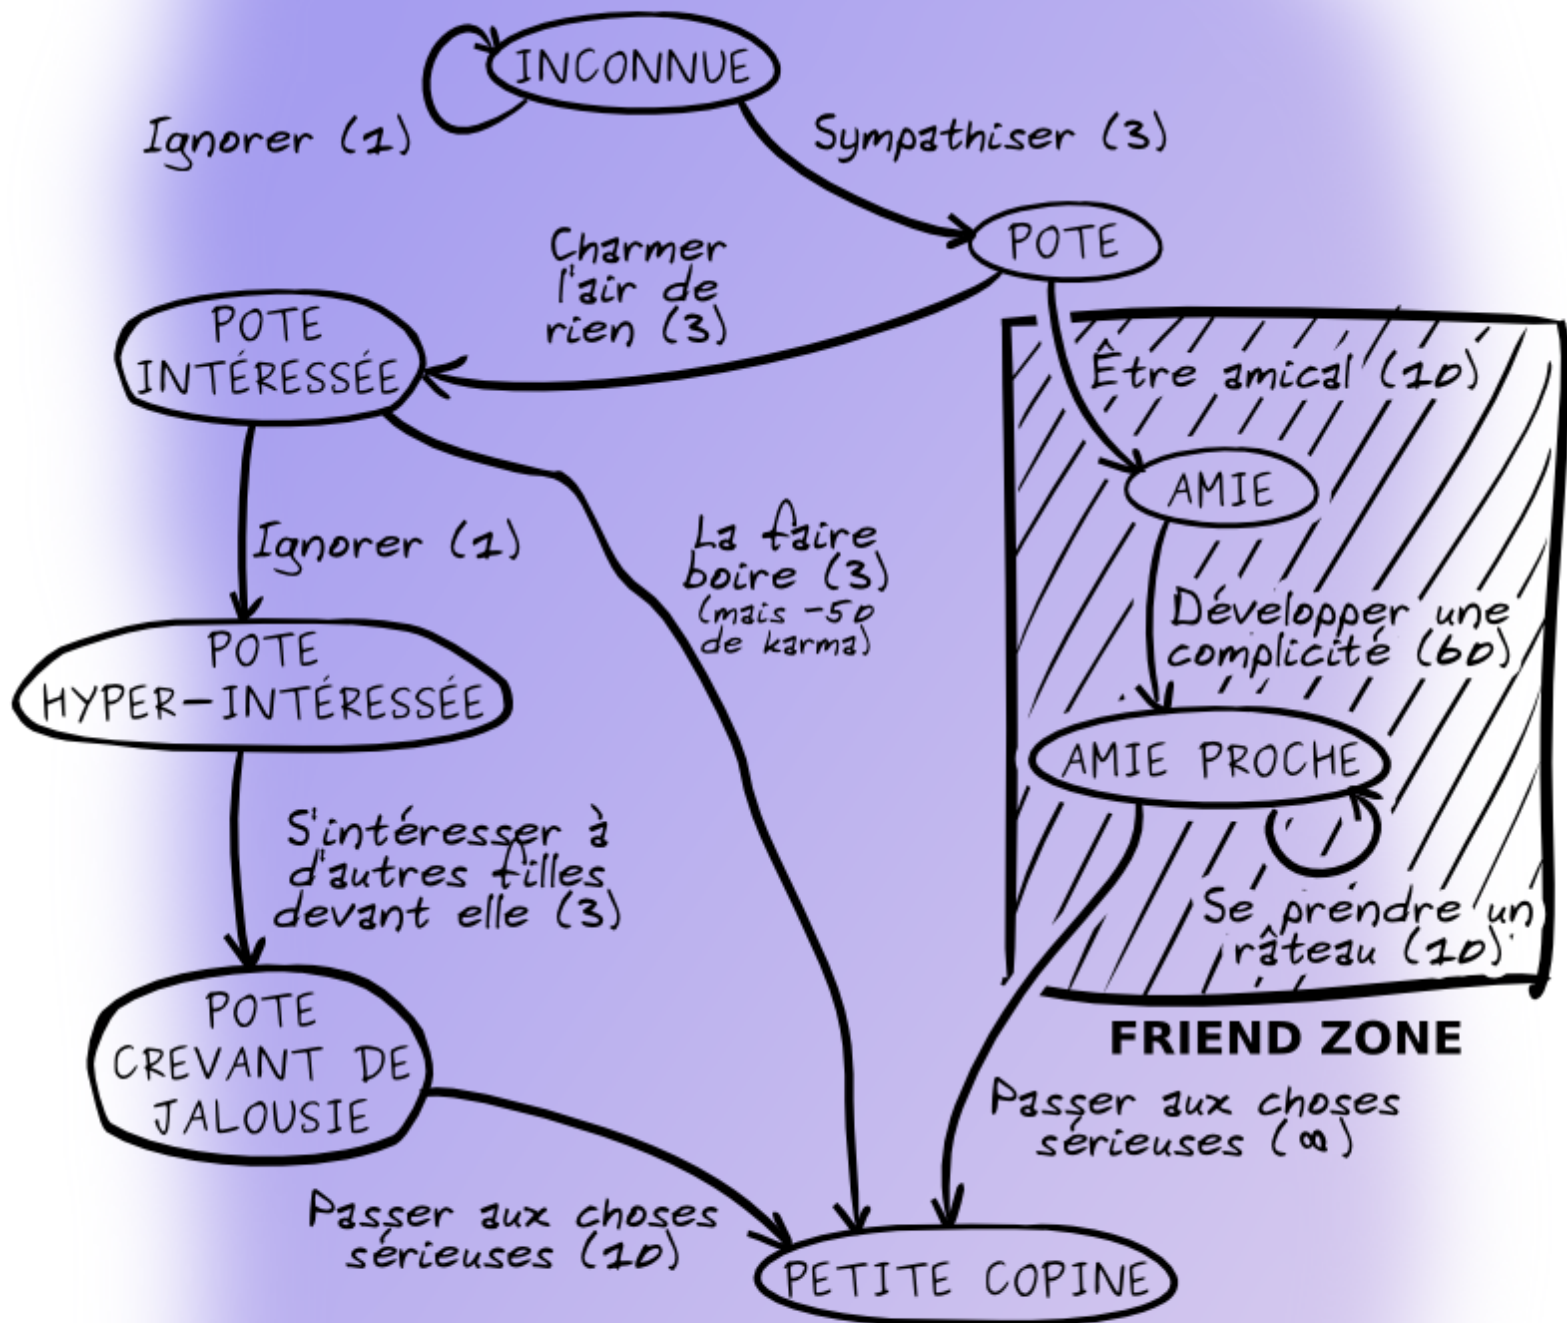 INCONNUE
Ignorer (1)
Sympathiser (3)
POTE
Charmer
l'air de
rien (3)
POTE
INTÉRESSÉE
Être amical (10)
AMIE
Ignorer (1)
La faire
boire (3)
(mais -50
de karma)
Développer une
complicité (60)
POTE
HYPER-INTÉRESSÉE
AMIE PROCHE
S'intéresser à
d'autres filles
devant elle (3)
Se prendre un
râteau (10)
POTE
CREVANT DE
JALOUSIE
FRIEND ZONE
Passer aux choses
sérieuses (∞)
Passer aux choses
sérieuses (10)
PETITE COPINE